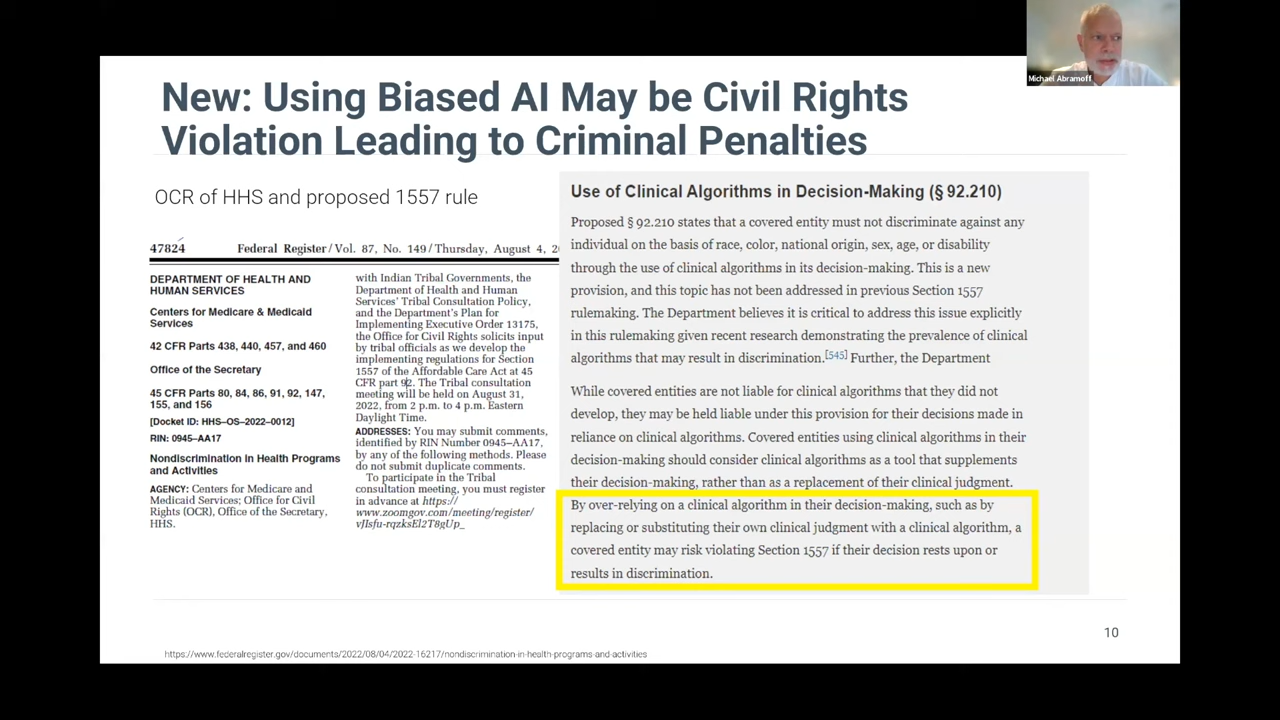 Michael Abramoff
New: Using Biased AI May be Civil Rights
Violation Leading to Criminal Penalties
OCR of HHS and proposed 1557 rule
47824 Federal Register / Vol. 87, No. 149 / Thursday, August 4, 2
DEPARTMENT OF HEALTH AND
HUMAN SERVICES
Centers for Medicare & Medicaid
Services
42 CFR Parts 438, 440, 457, and 460
Office of the Secretary
45 CFR Parts 80, 84, 86, 91, 92, 147,
155, and 156
[Docket ID: HHS–OS–2022–0012]
RIN: 0945–AA17
Nondiscrimination in Health Programs
and Activities
AGENCY: Centers for Medicare and
Medicaid Services; Office for Civil
Rights (OCR), Office of the Secretary,
HHS.
with Indian Tribal Governments, the
Department of Health and Human
Services' Tribal Consultation Policy,
and the Department's Plan for
Implementing Executive Order 13175,
the Office for Civil Rights solicits input
by tribal officials as we develop the
implementing regulations for Section
1557 of the Affordable Care Act at 45
CFR part 92. The Tribal consultation
meeting will be held on August 31,
2022, from 2 p.m. to 4 p.m. Eastern
Daylight Time.
ADDRESSES: You may submit comments,
identified by RIN Number 0945–AA17,
by any of the following methods. Please
do not submit duplicate comments.
To participate in the Tribal
consultation meeting, you must register
in advance at https://
www.zoomgov.com/meeting/register/
Use of Clinical Algorithms in Decision-Making (§ 92.210)
Proposed § 92.210 states that a covered entity must not discriminate against any
individual on the basis of race, color, national origin, sex, age, or disability
through the use of clinical algorithms in its decision-making. This is a new
provision, and this topic has not been addressed in previous Section 1557
rulemaking. The Department believes it is critical to address this issue explicitly
in this rulemaking given recent research demonstrating the prevalence of clinical
algorithms that may result in discrimination.[545] Further, the Department
While covered entities are not liable for clinical algorithms that they did not
develop, they may be held liable under this provision for their decisions made in
reliance on clinical algorithms. Covered entities using clinical algorithms in their
decision-making should consider clinical algorithms as a tool that supplements
their decision-making, rather than as a replacement of their clinical judgment.
By over-relying on a clinical algorithm in their decision-making, such as by
replacing or substituting their own clinical judgment with a clinical algorithm, a
covered entity may risk violating Section 1557 if their decision rests upon or
results in discrimination.
10
https://www.federalregister.gov/documents/2022/08/04/2022-16217/nondiscrimination-in-health-programs-and-activities